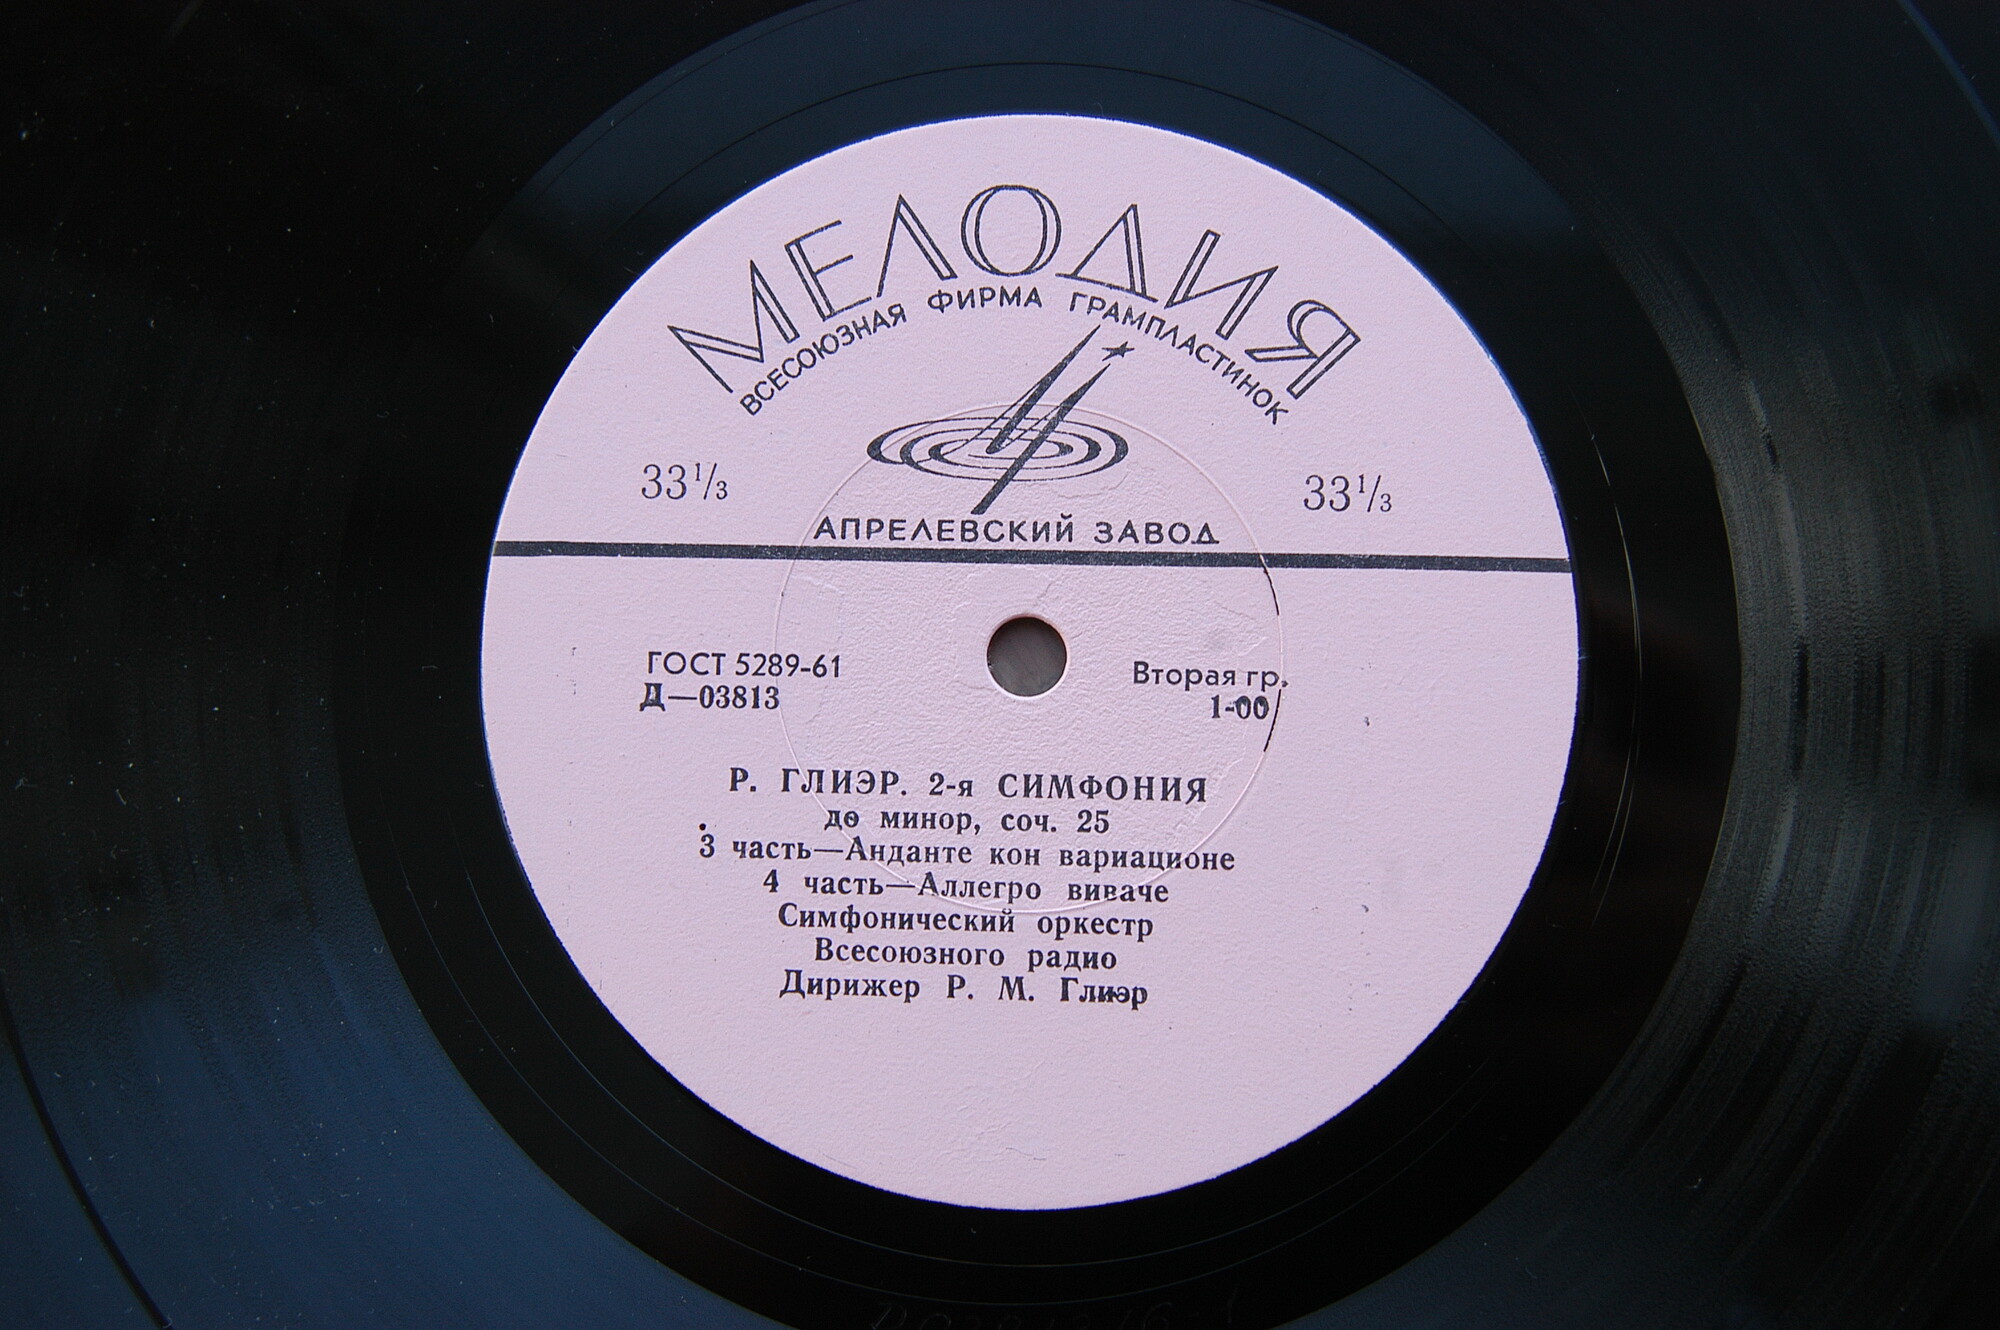 МЕЛОДИЯ
ВСЕСОЮЗНАЯ ФИРМА ГРАМПЛАСТИНОК
33 1/3 33 1/3
АПРЕЛЕВСКИЙ ЗАВОД
ГОСТ 5289-61 Вторая гр.
Д—03813 1-00
Р. ГЛИЭР. 2-я СИМФОНИЯ
до минор, соч. 25
3 часть—Анданте кон вариационе
4 часть—Аллегро виваче
Симфонический оркестр
Всесоюзного радио
Дирижер Р. М. Глиэр